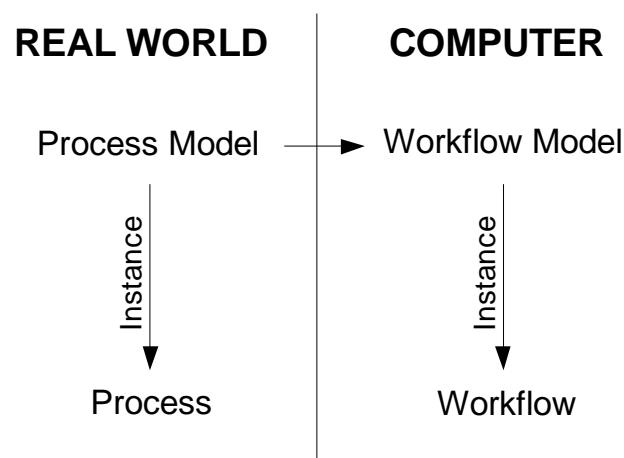 REAL WORLD
COMPUTER
Process Model
Workflow Model
Instance
Instance
Process
Workflow